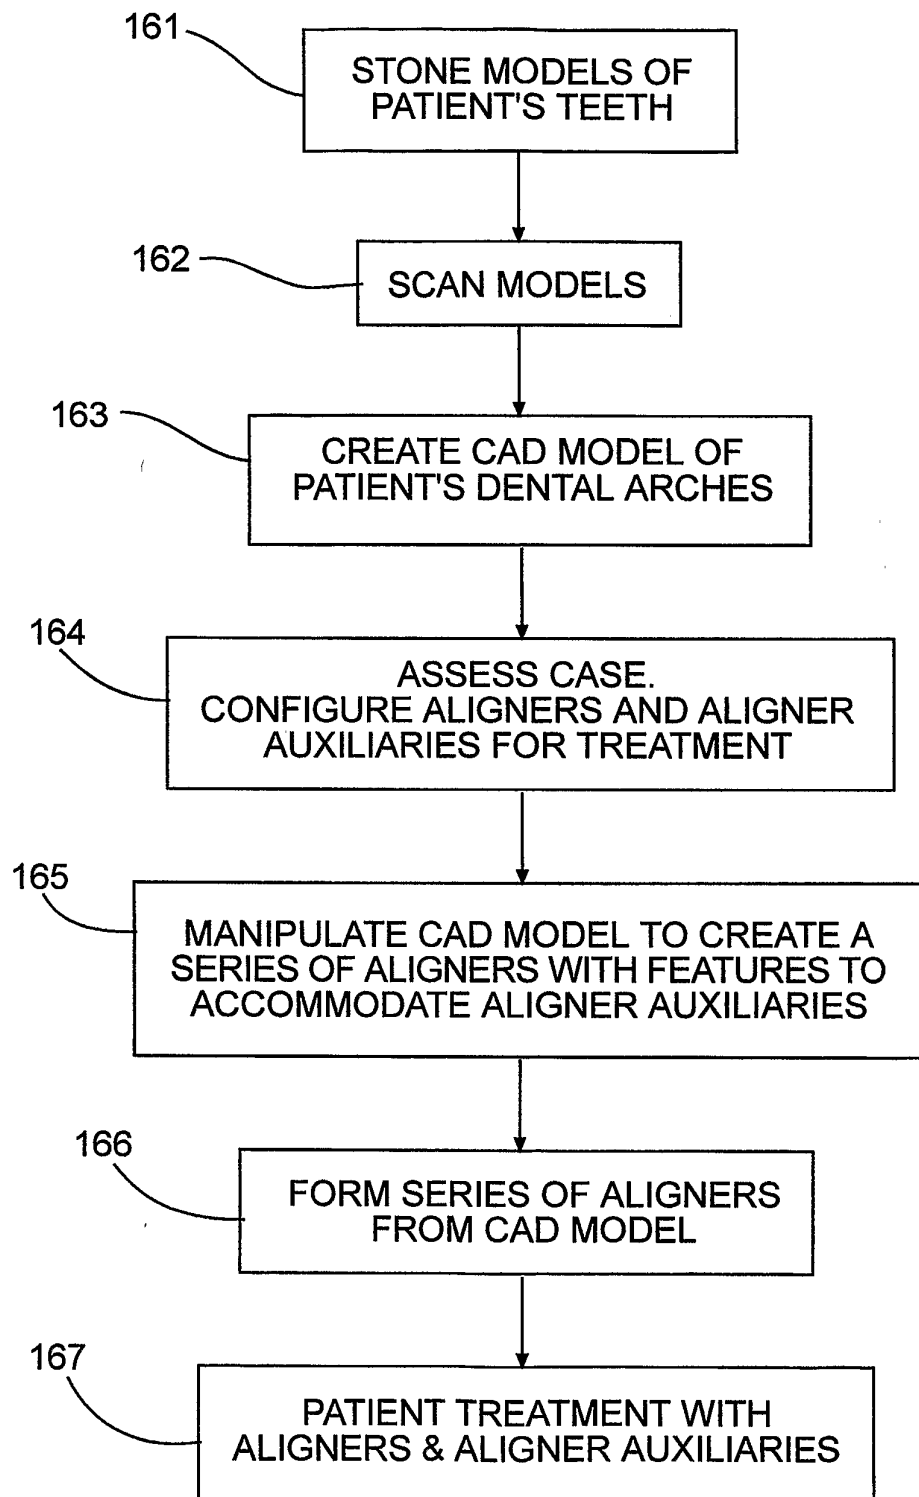 161
STONE MODELS OF
PATIENT'S TEETH
162
SCAN MODELS
163
CREATE CAD MODEL OF
PATIENT'S DENTAL ARCHES
164
ASSESS CASE.
CONFIGURE ALIGNERS AND ALIGNER
AUXILIARIES FOR TREATMENT
165
MANIPULATE CAD MODEL TO CREATE A
SERIES OF ALIGNERS WITH FEATURES TO
ACCOMMODATE ALIGNER AUXILIARIES
166
FORM SERIES OF ALIGNERS
FROM CAD MODEL
167
PATIENT TREATMENT WITH
ALIGNERS & ALIGNER AUXILIARIES